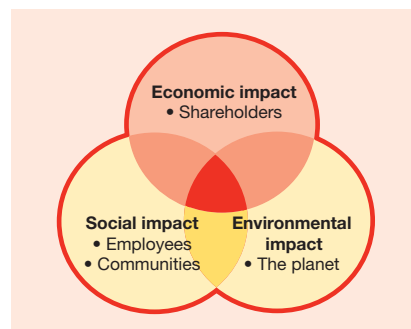 Economic impact
• Shareholders
Social impact
• Employees
• Communities
Environmental
impact
• The planet